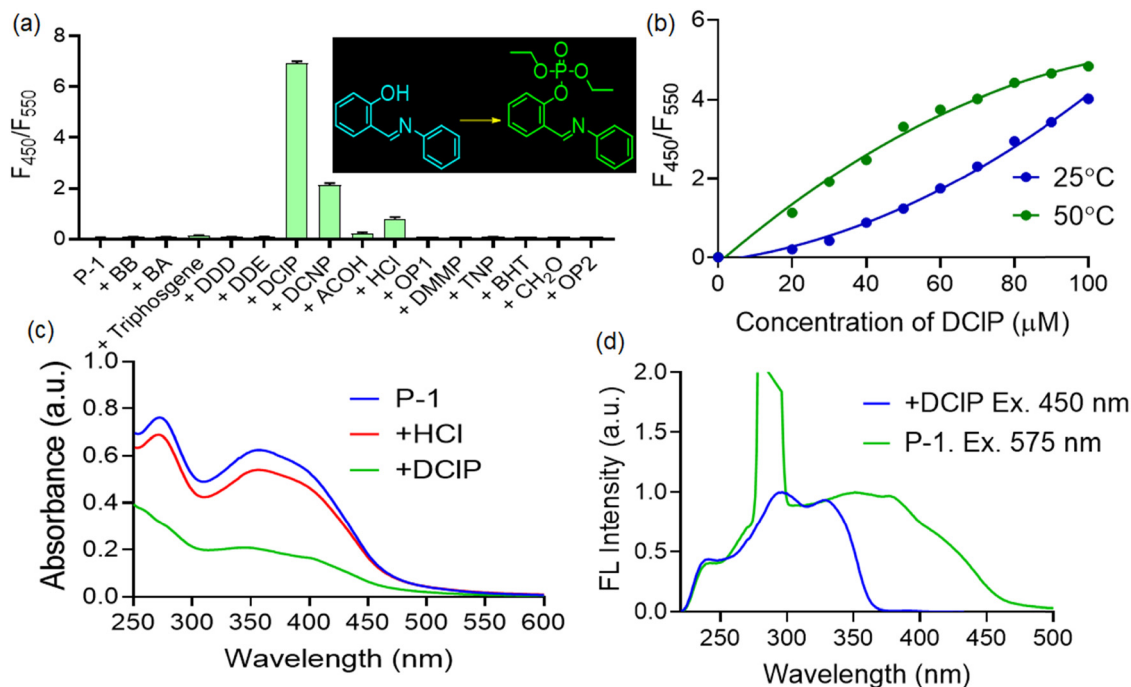 (a)
F450/F550
8
6
4
2
0
OH
N
O
O P O
O
N
P-1
+ BB
+ BA
+ Triphosgene
+ DDD
+ DDE
+ DCIP
+ DCNP
+ ACOH
+ HCl
+ OP1
+ DMMP
+ TNP
+ BHT
+ CH2O
+ OP2
(b)
F450/F550
6
4
2
0
25°C
50°C
0 20 40 60 80 100
Concentration of DCIP (μM)
(c)
Absorbance (a.u.)
1.0
0.8
0.6
0.4
0.2
0.0
P-1
+HCl
+DCIP
250 300 350 400 450 500 550 600
Wavelength (nm)
(d)
FL Intensity (a.u.)
2.0
1.5
1.0
0.5
0.0
+DCIP Ex. 450 nm
P-1. Ex. 575 nm
250 300 350 400 450 500
Wavelength (nm)